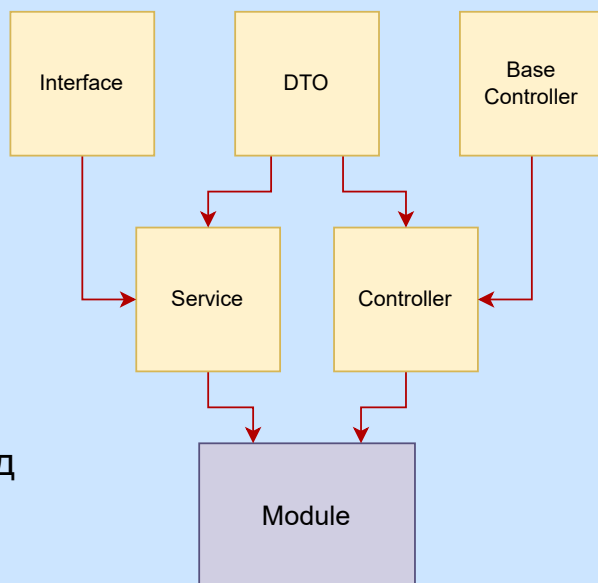 Interface
DTO
Base
Controller
Service
Controller
д
Module